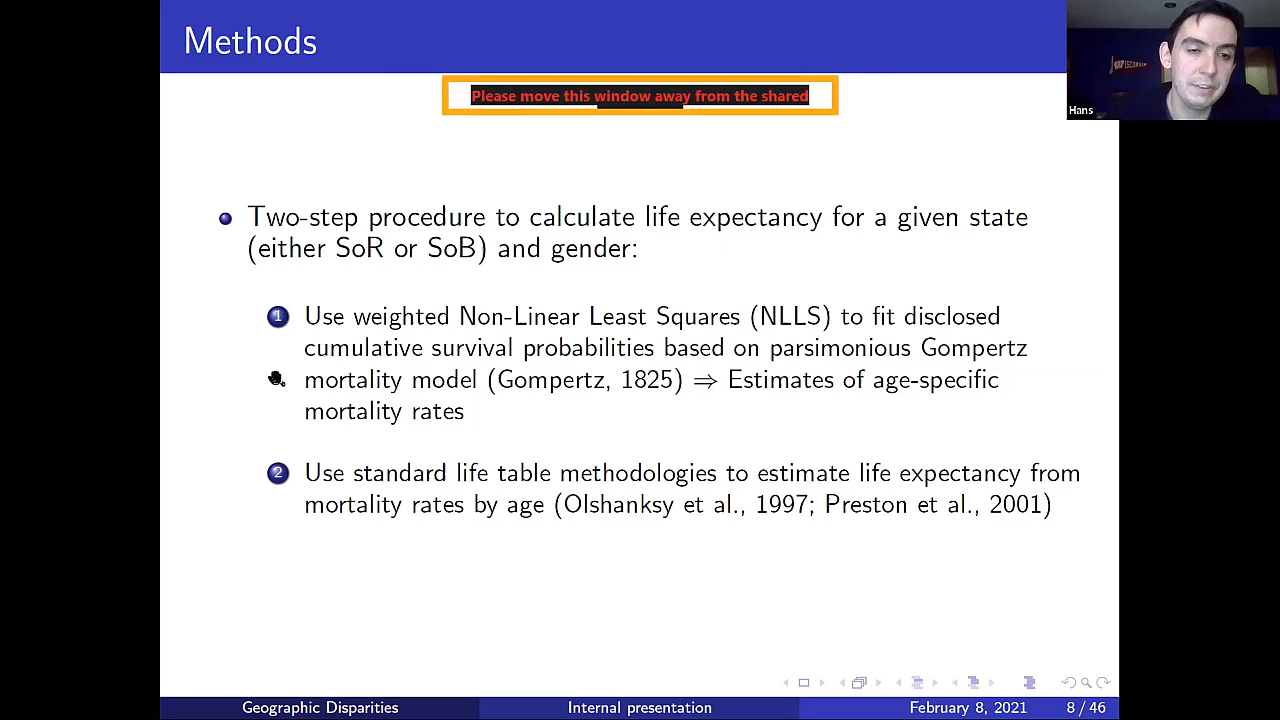 Methods
Please move this window away from the shared
WISCONSIN
Hans
Two-step procedure to calculate life expectancy for a given state
(either SoR or SoB) and gender:
1 Use weighted Non-Linear Least Squares (NLLS) to fit disclosed
cumulative survival probabilities based on parsimonious Gompertz
mortality model (Gompertz, 1825) ⇒ Estimates of age-specific
mortality rates
2 Use standard life table methodologies to estimate life expectancy from
mortality rates by age (Olshanksy et al., 1997; Preston et al., 2001)
Geographic Disparities Internal presentation February 8, 2021 8 / 46